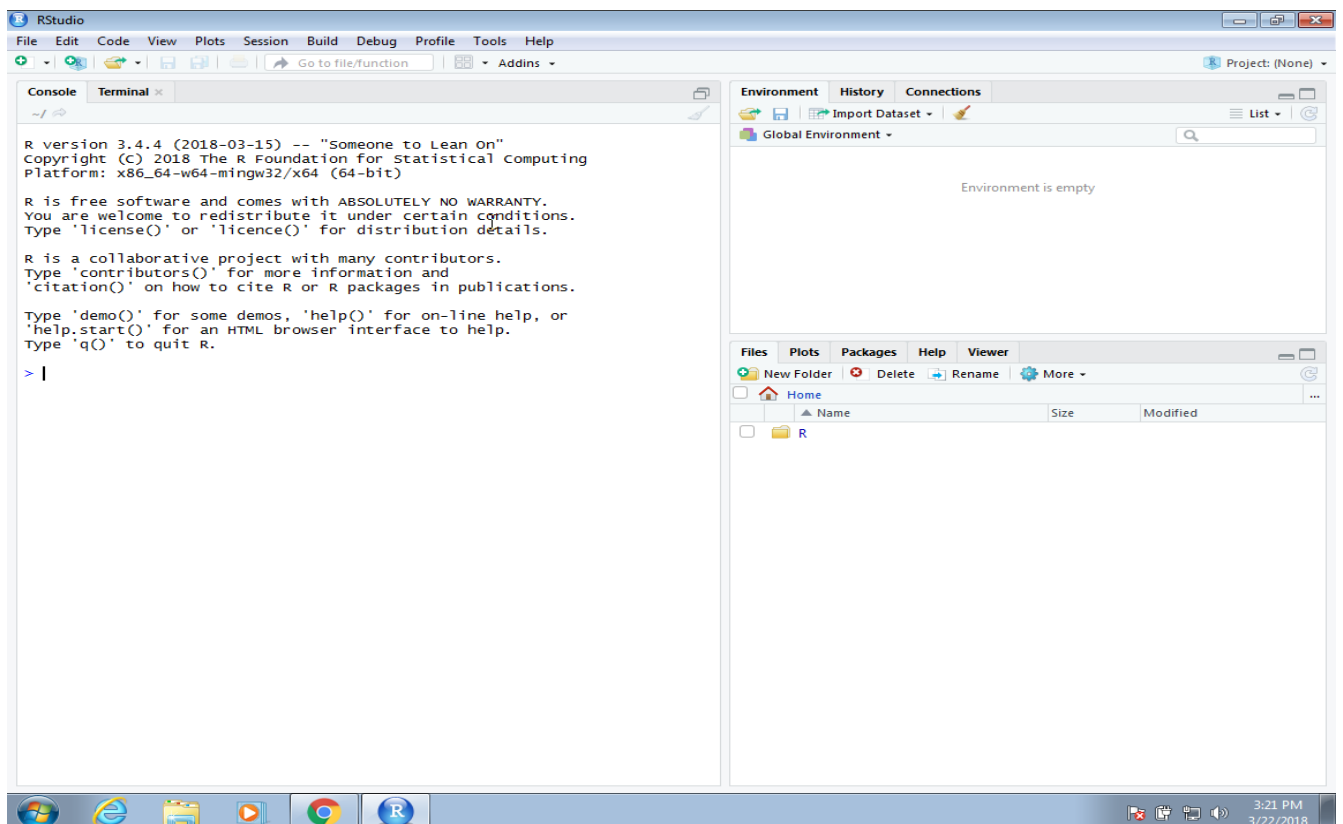 RStudio
File Edit Code View Plots Session Build Debug Profile Tools Help
Go to file/function Addins Project: (None)
Console Terminal
~/
R version 3.4.4 (2018-03-15) -- "Someone to Lean On"
Copyright (C) 2018 The R Foundation for Statistical Computing
Platform: x86_64-w64-mingw32/x64 (64-bit)
R is free software and comes with ABSOLUTELY NO WARRANTY.
You are welcome to redistribute it under certain conditions.
Type 'license()' or 'licence()' for distribution details.
R is a collaborative project with many contributors.
Type 'contributors()' for more information and
'citation()' on how to cite R or R packages in publications.
Type 'demo()' for some demos, 'help()' for on-line help, or
'help.start()' for an HTML browser interface to help.
Type 'q()' to quit R.
>
Environment History Connections
Import Dataset List
Global Environment
Environment is empty
Files Plots Packages Help Viewer
New Folder Delete Rename More
Home ...
Name Size Modified
R
3:21 PM
3/22/2018